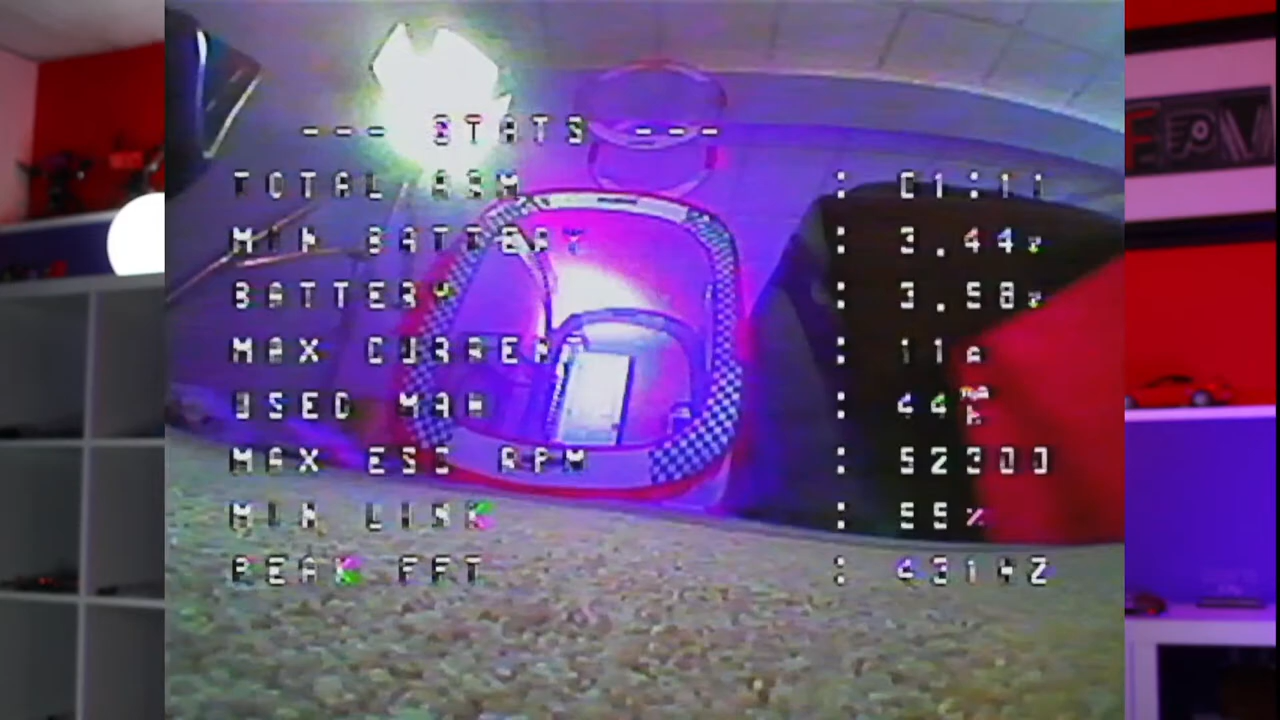 --- STATS ---
TOTAL ARM : 01:11
MIN BATTERY : 3.44V
BATTERY : 3.58V
MAX CURRENT : 11A
USED MAH : 44mAh
MAX ESC RPM : 52300
MIN LINK : 55%
PEAK FFT : 431HZ